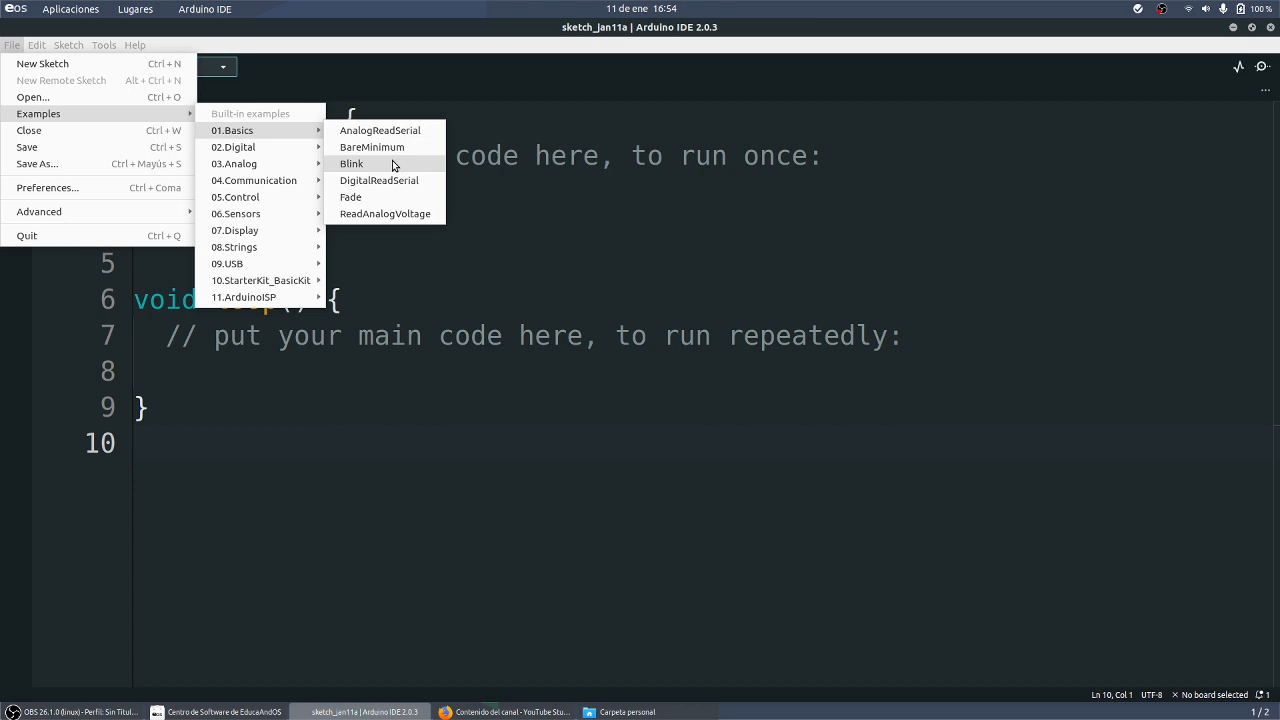 eos Aplicaciones Lugares Arduino IDE 11 de ene 16:54 100 %
sketch_jan11a | Arduino IDE 2.0.3
File Edit Sketch Tools Help
New Sketch Ctrl + N
New Remote Sketch Alt + Ctrl + N
Open... Ctrl + O
Examples
Close Ctrl + W
Save Ctrl + S
Save As... Ctrl + Mayús + S
Preferences... Ctrl + Coma
Advanced
Quit Ctrl + Q
Built-in examples
01.Basics
02.Digital
03.Analog
04.Communication
05.Control
06.Sensors
07.Display
08.Strings
09.USB
10.StarterKit_BasicKit
11.ArduinoISP
AnalogReadSerial
BareMinimum
Blink
DigitalReadSerial
Fade
ReadAnalogVoltage
{
code here, to run once:
5
6 void {
7 // put your main code here, to run repeatedly:
8
9 }
10
Ln 10, Col 1 UTF-8 × No board selected 1
OBS 26.1.0 (linux) - Perfil: Sin Titul... Centro de Software de EducaAndOS sketch_jan11a | Arduino IDE 2.0.3 Contenido del canal - YouTube Stu... Carpeta personal 1 / 2